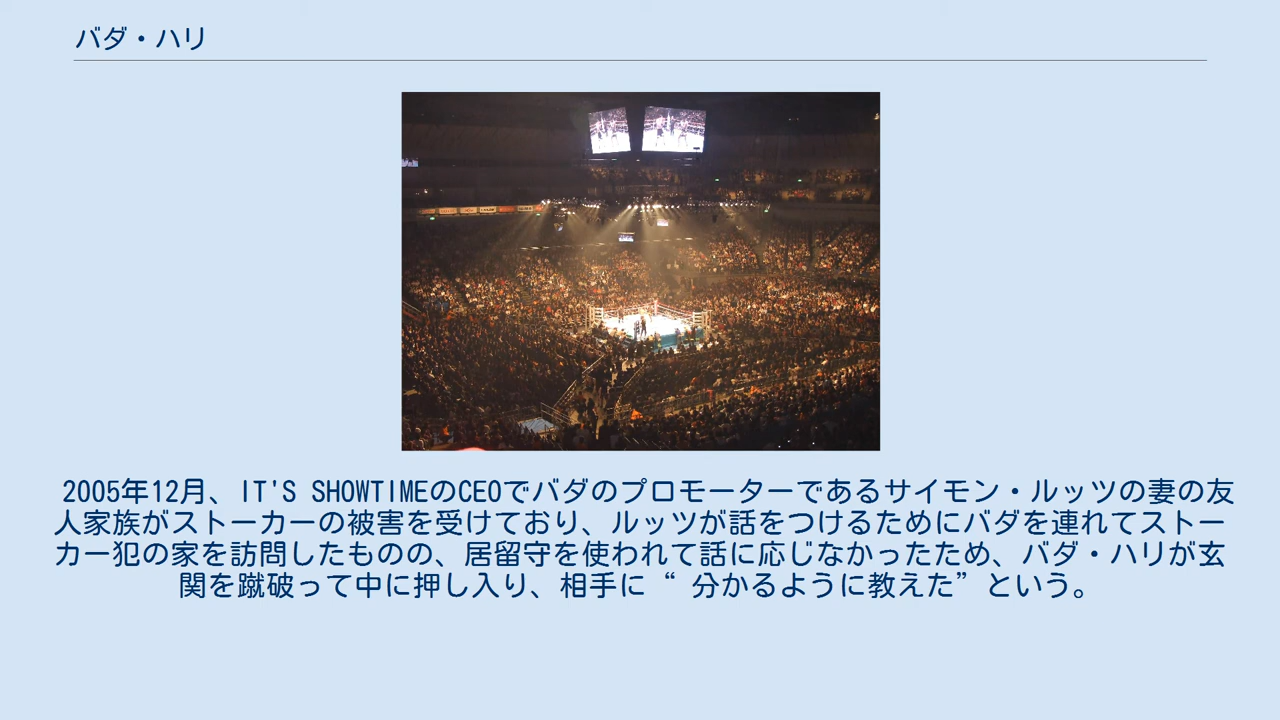 バダ・ハリ
2005年12月、IT'S SHOWTIMEのCEOでバダのプロモーターであるサイモン・ルッツの妻の友
人家族がストーカーの被害を受けており、ルッツが話をつけるためにバダを連れてストー
カー犯の家を訪問したものの、居留守を使われて話に応じなかったため、バダ・ハリが玄
関を蹴破って中に押し入り、相手に“ 分かるように教えた”という。